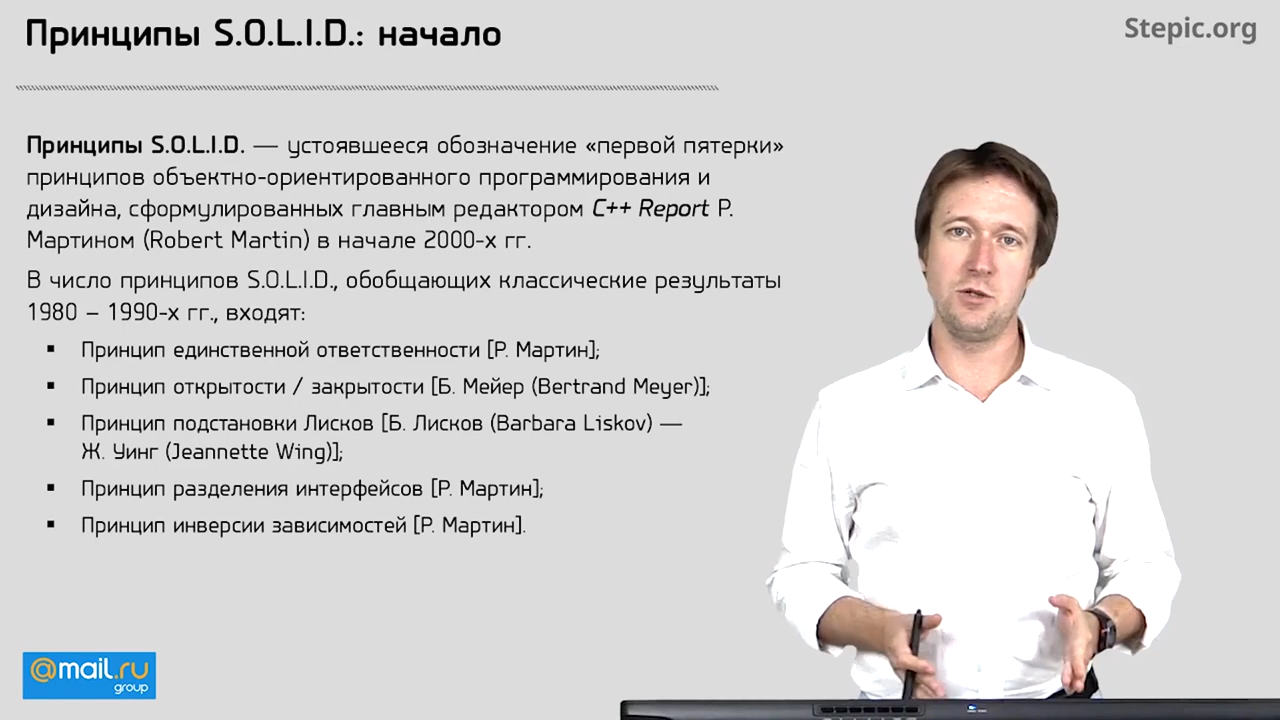 Принципы S.O.L.I.D.: начало
Stepic.org
Принципы S.O.L.I.D. — устоявшееся обозначение «первой пятерки»
принципов объектно-ориентированного программирования и
дизайна, сформулированных главным редактором C++ Report Р.
Мартином (Robert Martin) в начале 2000-х гг.
В число принципов S.O.L.I.D., обобщающих классические результаты
1980 – 1990-х гг., входят:
▪ Принцип единственной ответственности [Р. Мартин];
▪ Принцип открытости / закрытости [Б. Мейер (Bertrand Meyer)];
▪ Принцип подстановки Лисков [Б. Лисков (Barbara Liskov) —
Ж. Уинг (Jeannette Wing)];
▪ Принцип разделения интерфейсов [Р. Мартин];
▪ Принцип инверсии зависимостей [Р. Мартин].
@mail.ru
group